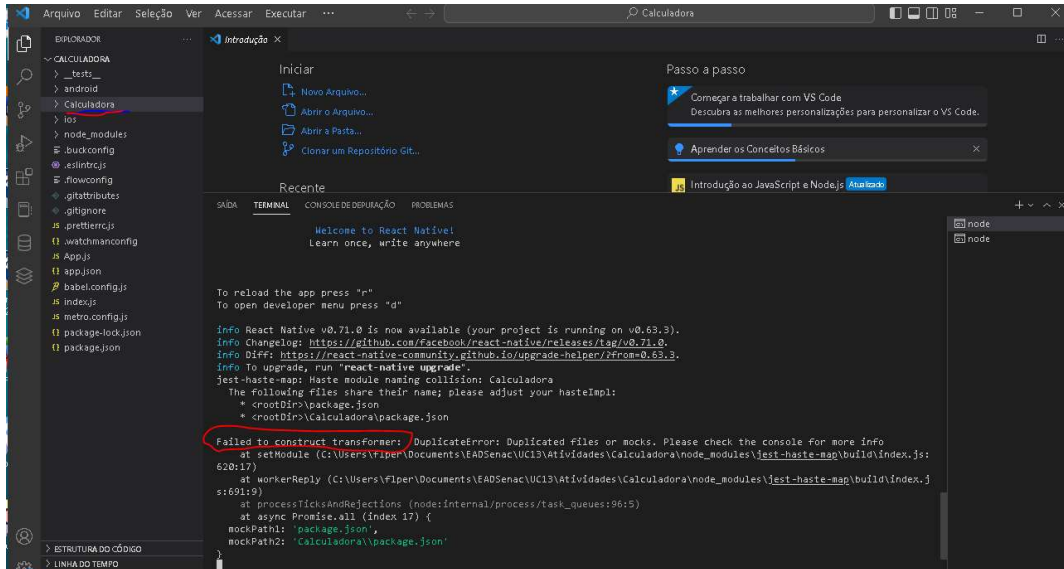 Arquivo Editar Seleção Ver Acessar Executar ··· Calculadora
EXPLORADOR ···
CALCULADORA
__tests__
android
Calculadora
ios
node_modules
.buckconfig
.eslintrc.js
.flowconfig
.gitattributes
.gitignore
JS .prettierrc.js
{} .watchmanconfig
JS App.js
{} app.json
babel.config.js
JS index.js
JS metro.config.js
{} package-lock.json
{} package.json
ESTRUTURA DO CÓDIGO
LINHA DO TEMPO
Introdução
Iniciar
Novo Arquivo...
Abrir o Arquivo...
Abrir a Pasta...
Clonar um Repositório Git...
Recente
Passo a passo
Começar a trabalhar com VS Code
Descubra as melhores personalizações para personalizar o VS Code.
Aprender os Conceitos Básicos
JS Introdução ao JavaScript e Node.js Atualizado
SAÍDA TERMINAL CONSOLE DE DEPURAÇÃO PROBLEMAS
node
node
Welcome to React Native!
Learn once, write anywhere
To reload the app press "r"
To open developer menu press "d"
info React Native v0.71.0 is now available (your project is running on v0.63.3).
info Changelog: https://github.com/facebook/react-native/releases/tag/v0.71.0.
info Diff: https://react-native-community.github.io/upgrade-helper/?from=0.63.3.
info To upgrade, run "react-native upgrade".
jest-haste-map: Haste module naming collision: Calculadora
The following files share their name; please adjust your hasteImpl:
* <rootDir>\package.json
* <rootDir>\Calculadora\package.json
Failed to construct transformer: DuplicateError: Duplicated files or mocks. Please check the console for more info
at setModule (C:\Users\flper\Documents\EADSenac\UC13\Atividades\Calculadora\node_modules\jest-haste-map\build\index.js:
620:17)
at workerReply (C:\Users\flper\Documents\EADSenac\UC13\Atividades\Calculadora\node_modules\jest-haste-map\build\index.j
s:691:9)
at processTicksAndRejections (node:internal/process/task_queues:96:5)
at async Promise.all (index 17) {
mockPath1: 'package.json',
mockPath2: 'Calculadora\\package.json'
}